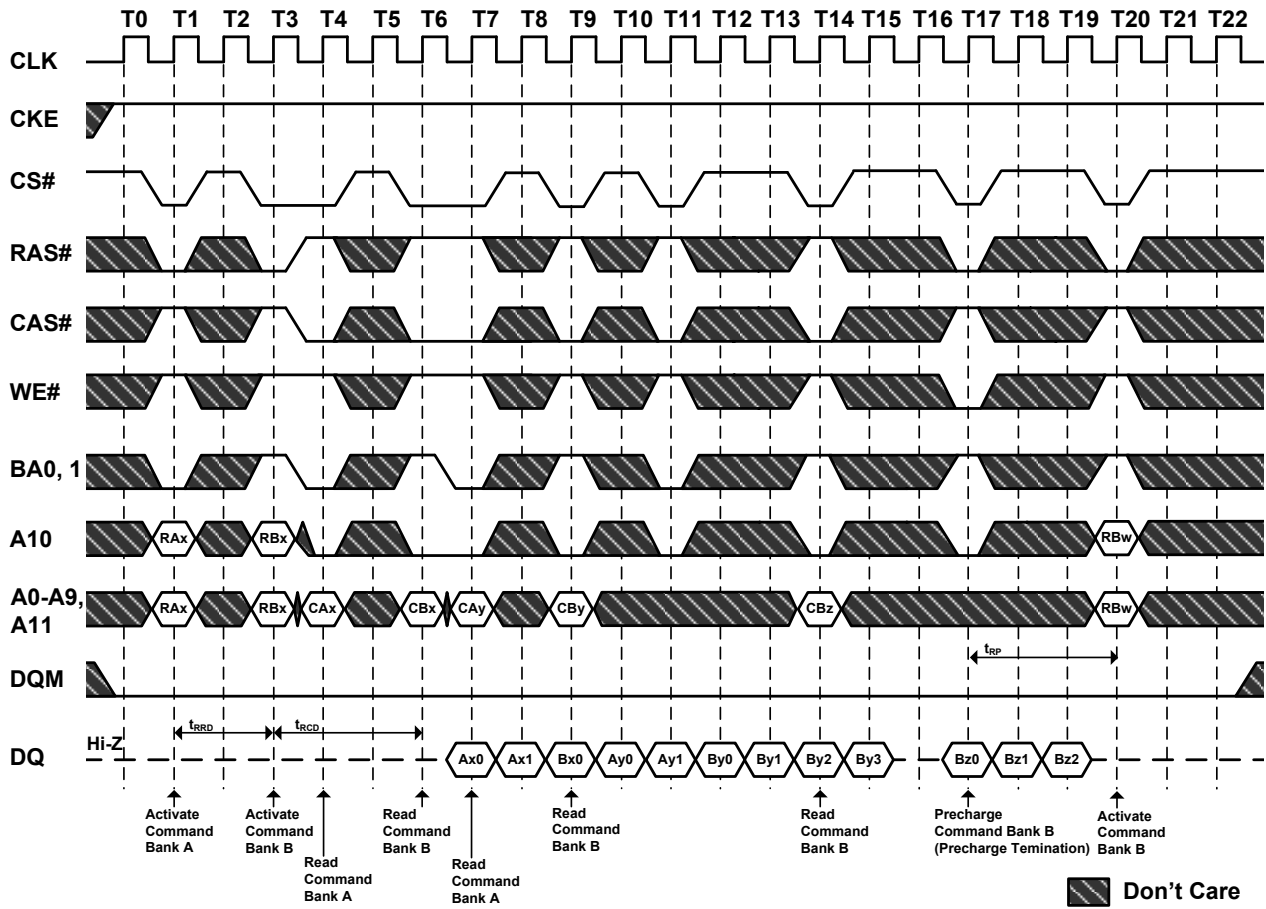 T0 T1 T2 T3 T4 T5 T6 T7 T8 T9 T10 T11 T12 T13 T14 T15 T16 T17 T18 T19 T20 T21 T22
CLK
CKE
CS#
RAS#
CAS#
WE#
BA0, 1
A10
RAx RBx RBw
A0-A9,
A11
RAx RBx CAx CBx CAy CBy CBz RBw
tRP
DQM
tRRD tRCD
Hi-Z
DQ
Ax0 Ax1 Bx0 Ay0 Ay1 By0 By1 By2 By3 Bz0 Bz1 Bz2
Activate
Command
Bank A
Activate
Command
Bank B
Read
Command
Bank A
Read
Command
Bank B
Read
Command
Bank A
Read
Command
Bank B
Read
Command
Bank B
Precharge
Command Bank B
(Precharge Temination)
Activate
Command
Bank B
Don't Care